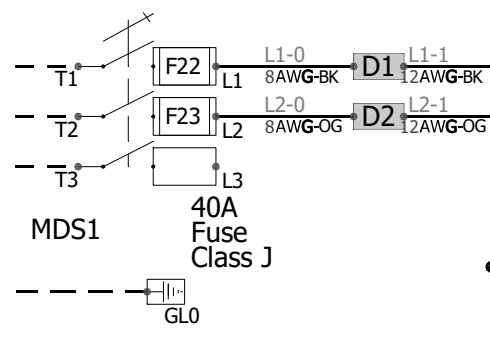 L1-0
L1-1
F22
D1
T1
L1
8AWG-BK
12AWG-BK
L2-0
L2-1
F23
D2
T2
L2
8AWG-OG
12AWG-OG
T3
L3
40A
Fuse
Class J
MDS1
GL0